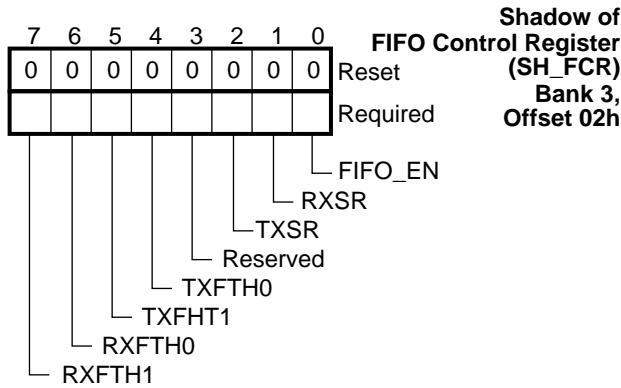 Shadow of
FIFO Control Register
(SH_FCR)
Bank 3,
Offset 02h
7 6 5 4 3 2 1 0
0 0 0 0 0 0 0 0 Reset
Required
FIFO_EN
RXSR
TXSR
Reserved
TXFTH0
TXFHT1
RXFTH0
RXFTH1